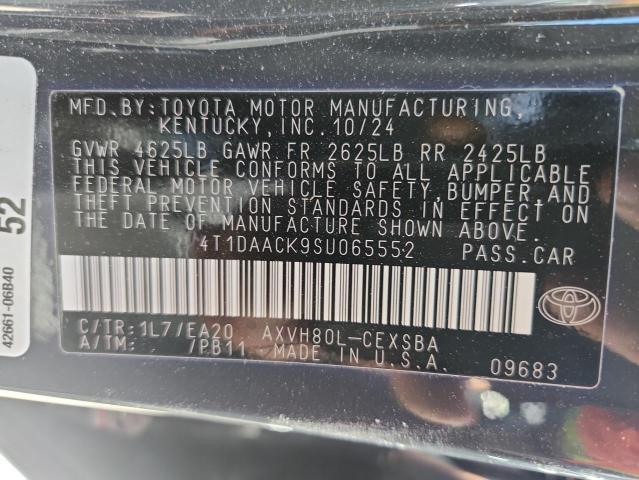 MFD. BY: TOYOTA MOTOR MANUFACTURING,
KENTUCKY, INC. 10/24
GVWR 4625LB GAWR FR 2625LB RR 2425LB
THIS VEHICLE CONFORMS TO ALL APPLICABLE
FEDERAL MOTOR VEHICLE SAFETY, BUMPER, AND
THEFT PREVENTION STANDARDS IN EFFECT ON
THE DATE OF MANUFACTURE SHOWN ABOVE.
4T1DAACK9SU065552 PASS.CAR
C/TR: 1L7/EA20 AXVH80L-CEXSBA
A/TM: 7PB11 MADE IN U.S.A.
09683
42661-06B40
52